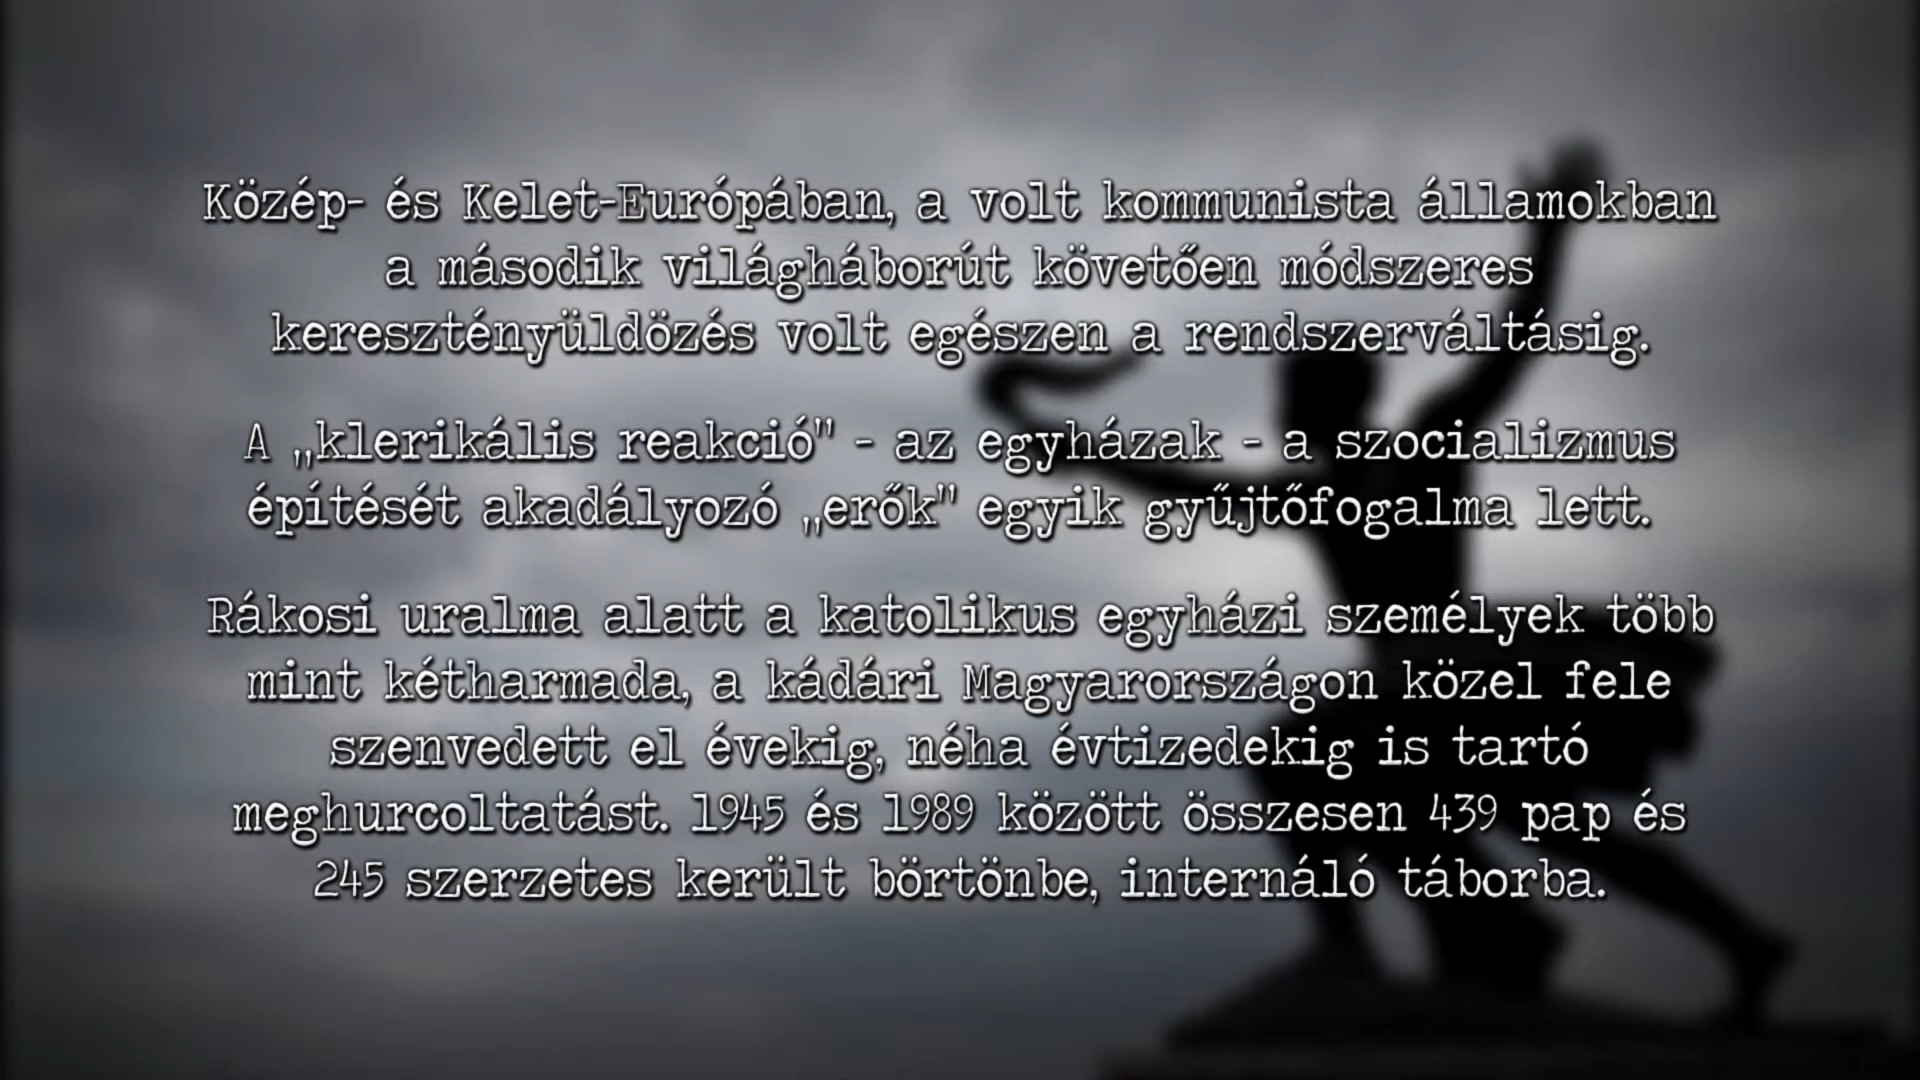 Közép- és Kelet-Európában, a volt kommunista államokban
a második világháborút követően módszeres
keresztényüldözés volt egészen a rendszerváltásig.
A „klerikális reakció" - az egyházak - a szocializmus
építését akadályozó „erők" egyik gyűjtőfogalma lett.
Rákosi uralma alatt a katolikus egyházi személyek több
mint kétharmada, a kádári Magyarországon közel fele
szenvedett el évekig, néha évtizedekig is tartó
meghurcoltatást. 1945 és 1989 között összesen 439 pap és
245 szerzetes került börtönbe, internáló táborba.